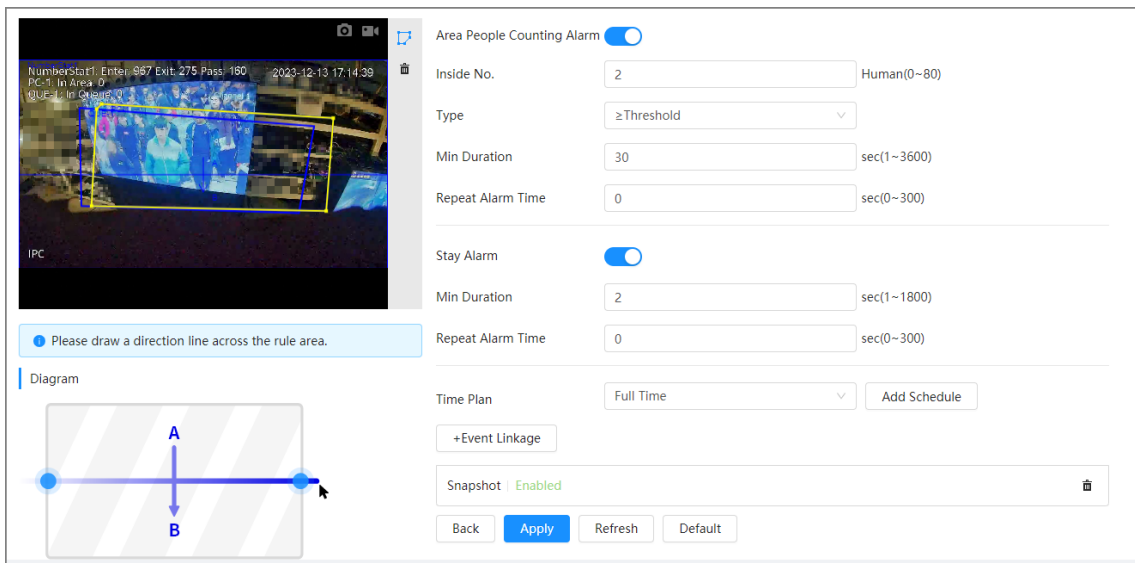 NumberStat1: Enter: 967 Exit: 275 Pass: 160
2023-12-13 17:14:39
PC-1: In Area: 0
QUE-1: In Queue: 0
IPC
Please draw a direction line across the rule area.
Diagram
A
B
Area People Counting Alarm
Inside No. 2 Human(0~80)
Type ≥Threshold
Min Duration 30 sec(1~3600)
Repeat Alarm Time 0 sec(0~300)
Stay Alarm
Min Duration 2 sec(1~1800)
Repeat Alarm Time 0 sec(0~300)
Time Plan Full Time Add Schedule
+Event Linkage
Snapshot Enabled
Back Apply Refresh Default